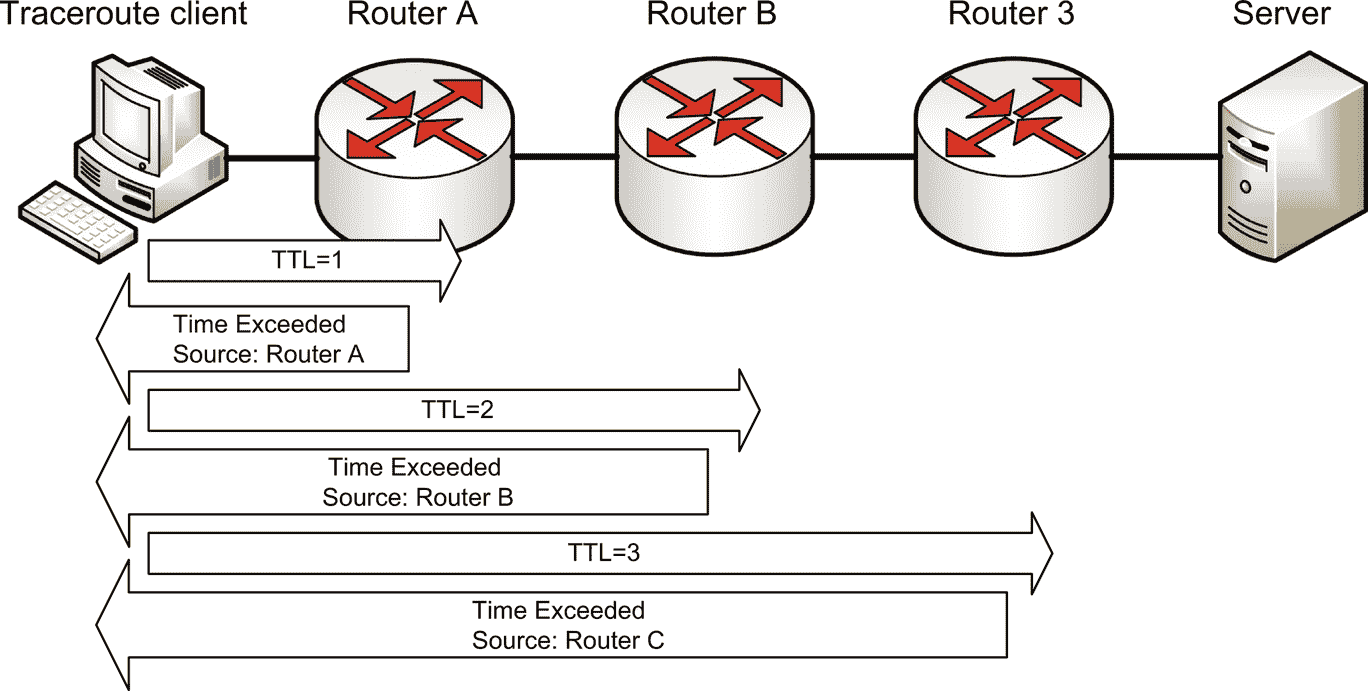 Traceroute client
Router A
Router B
Router 3
Server
TTL=1
Time Exceeded
Source: Router A
TTL=2
Time Exceeded
Source: Router B
TTL=3
Time Exceeded
Source: Router C